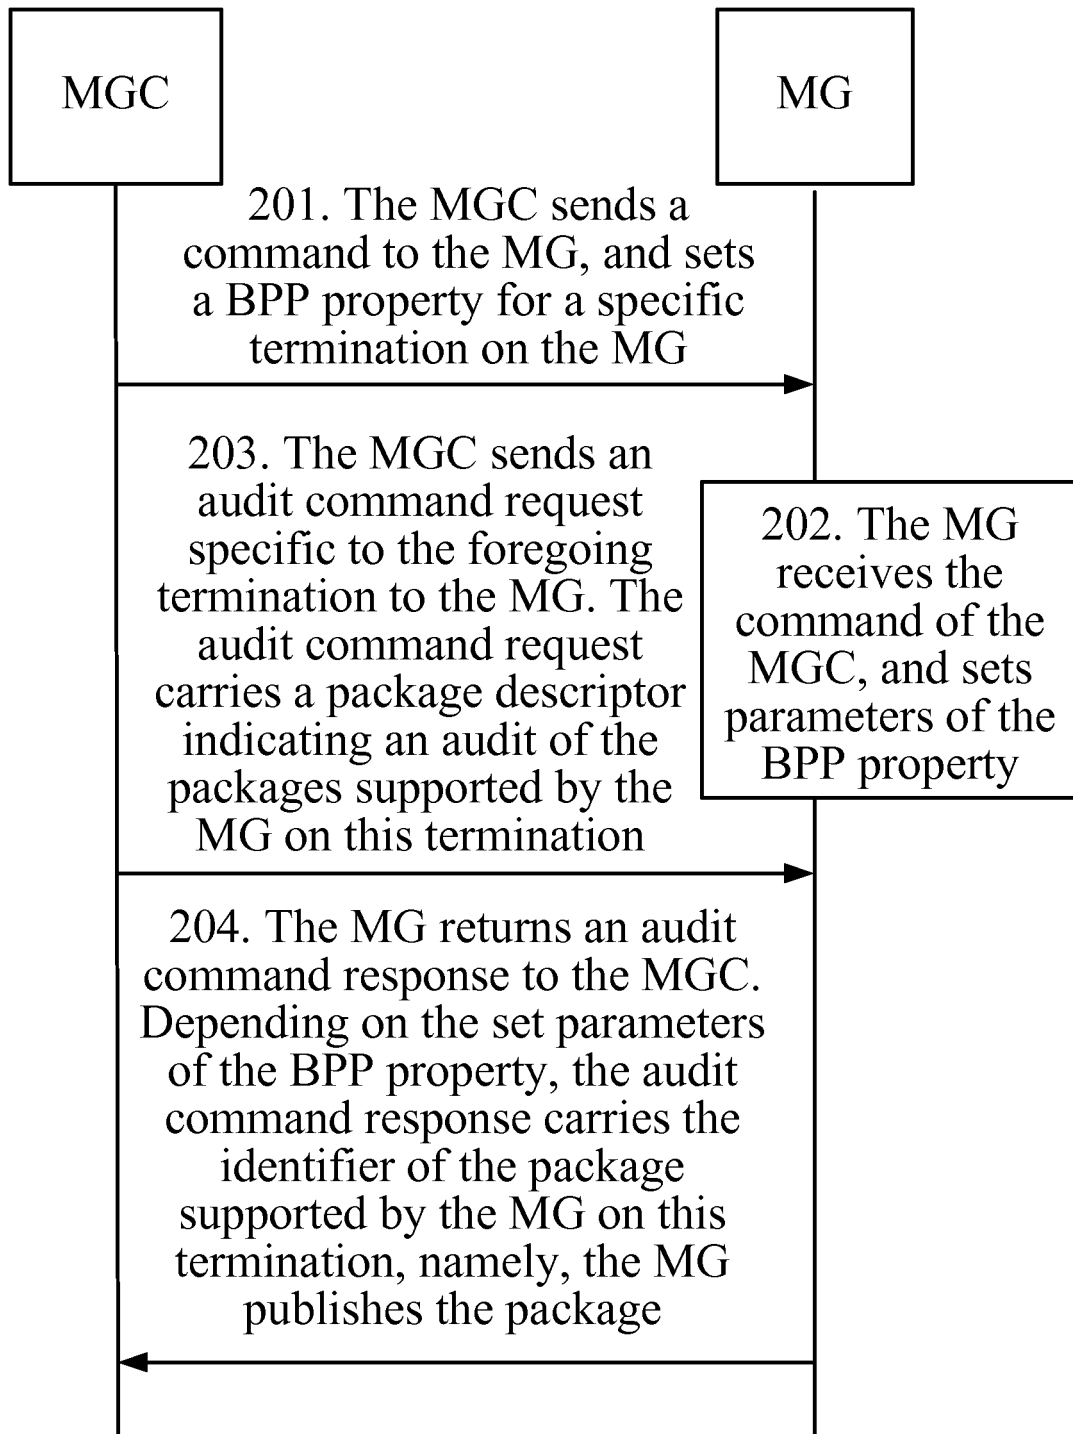 MGC
MG
201. The MGC sends a
command to the MG, and sets
a BPP property for a specific
termination on the MG
203. The MGC sends an
audit command request
specific to the foregoing
termination to the MG. The
audit command request
carries a package descriptor
indicating an audit of the
packages supported by the
MG on this termination
202. The MG
receives the
command of the
MGC, and sets
parameters of the
BPP property
204. The MG returns an audit
command response to the MGC.
Depending on the set parameters
of the BPP property, the audit
command response carries the
identifier of the package
supported by the MG on this
termination, namely, the MG
publishes the package